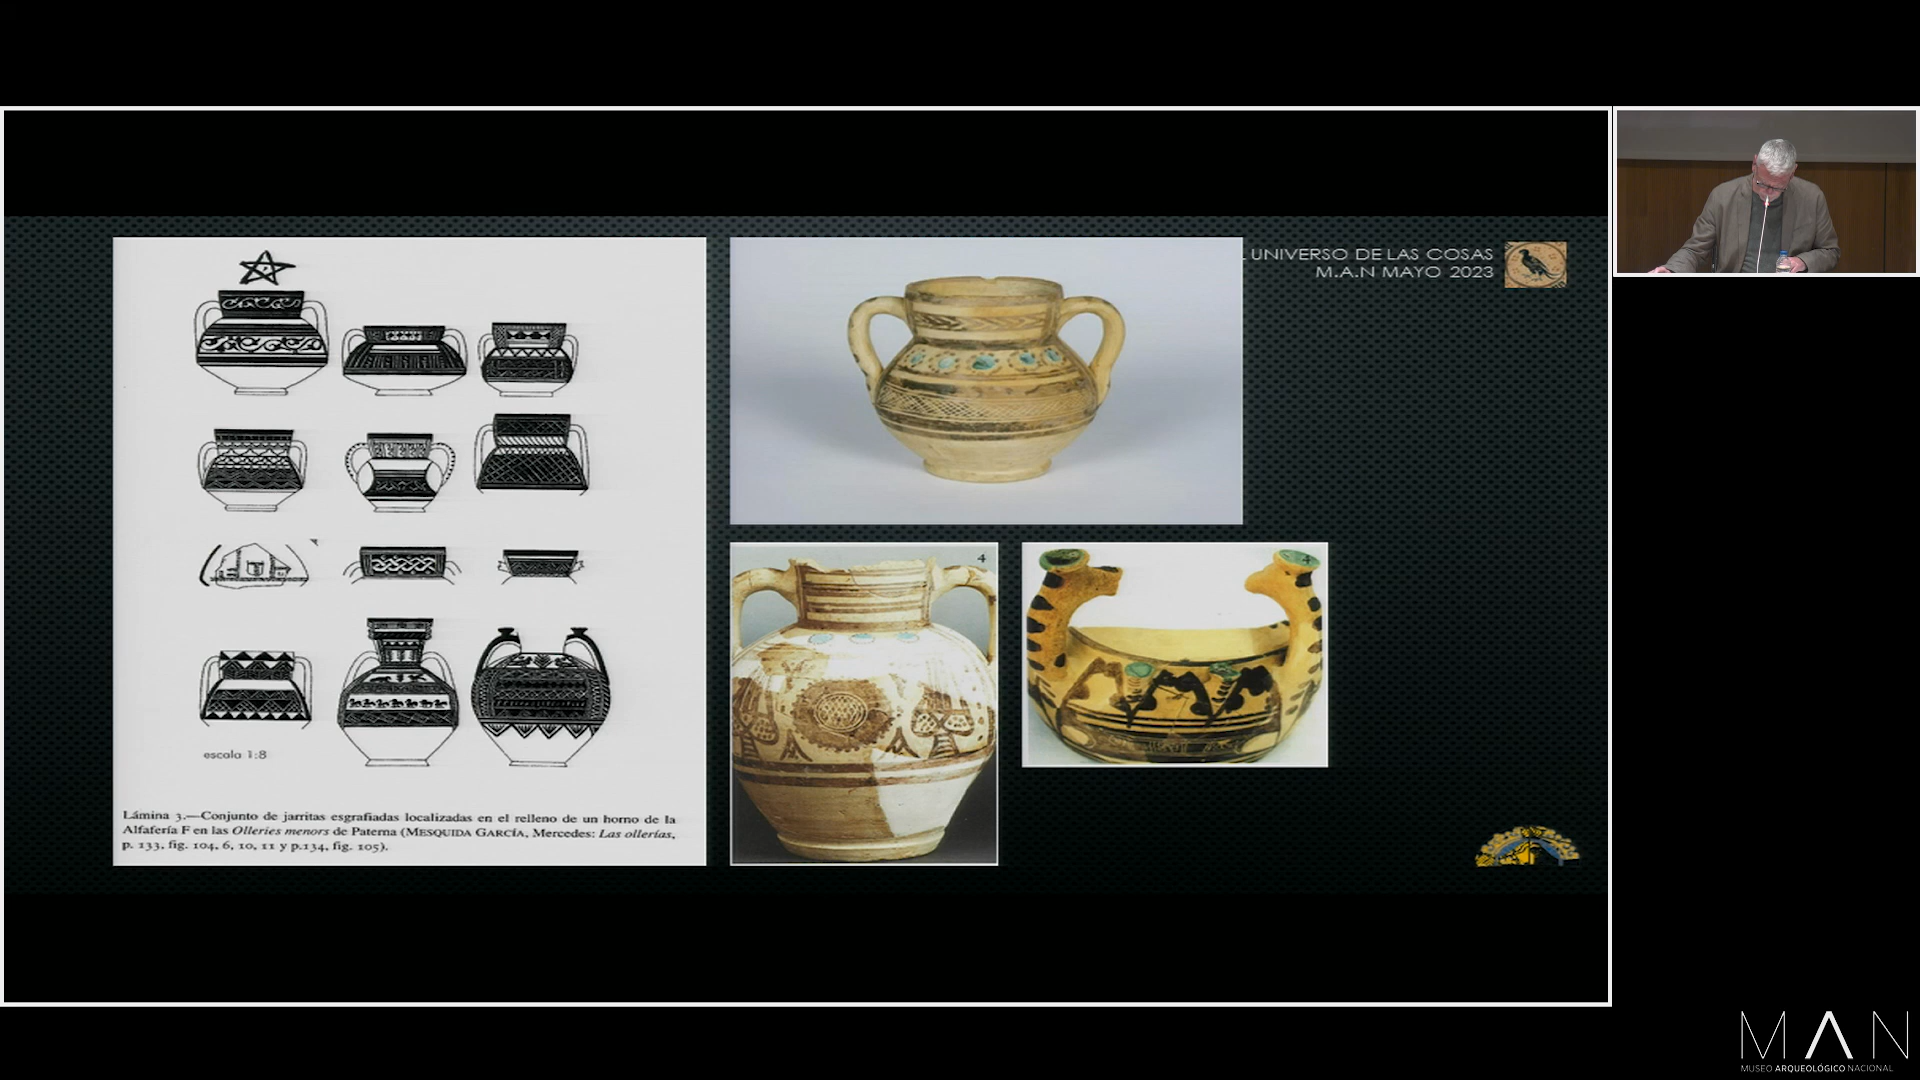 UNIVERSO DE LAS COSAS
M.A.N MAYO 2023
4
4
escala 1:8
Lámina 3.—Conjunto de jarritas esgrafiadas localizadas en el relleno de un horno de la
Alfafería F en las Olleries menors de Paterna (MESQUIDA GARCÍA, Mercedes: Las ollerías,
p. 133, fig. 104, 6, 10, 11 y p.134, fig. 105).
MAN
MUSEO ARQUEOLÓGICO NACIONAL